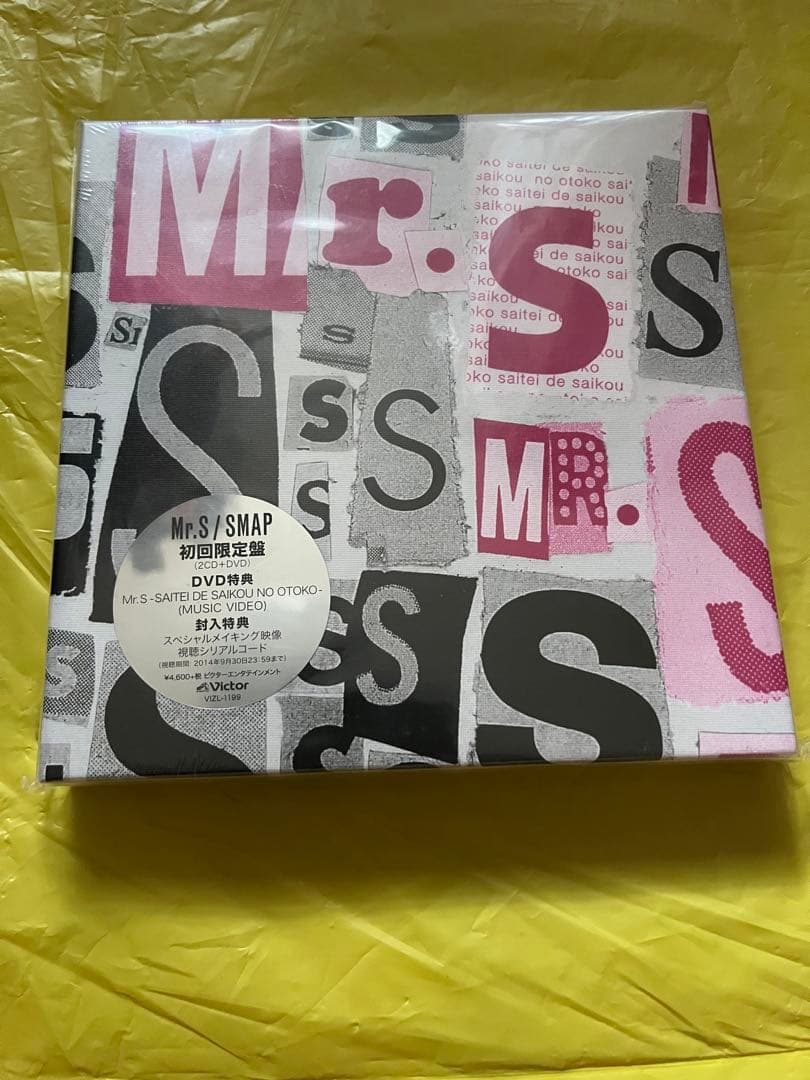 Mr.
S
oko saitei de saikou
saikou no otoko sai
oko saitei de saikou
saikou
otoko
otoko sai
saikou
saitei de
oko saitei de saikou
S
S
S
S
S
S
S
MR.
S
S
S
S
S
S
Mr.S / SMAP
初回限定盤
(2CD+DVD)
DVD特典
Mr.S -SAITEI DE SAIKOU NO OTOKO-
(MUSIC VIDEO)
封入特典
スペシャルメイキング映像
視聴シリアルコード
(視聴期間: 2014年9月30日23:59まで)
¥4,600+税 ビクターエンタテインメント
Victor
VIZL-1199